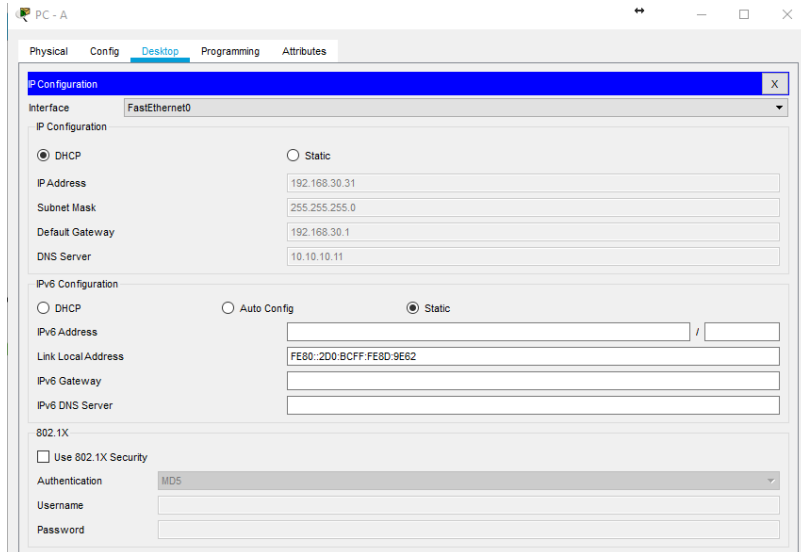 PC - A
Physical Config Desktop Programming Attributes
IP Configuration X
Interface FastEthernet0
IP Configuration
DHCP Static
IP Address 192.168.30.31
Subnet Mask 255.255.255.0
Default Gateway 192.168.30.1
DNS Server 10.10.10.11
IPv6 Configuration
DHCP Auto Config Static
IPv6 Address /
Link Local Address FE80::2D0:BCFF:FE8D:9E62
IPv6 Gateway
IPv6 DNS Server
802.1X
Use 802.1X Security
Authentication MD5
Username
Password